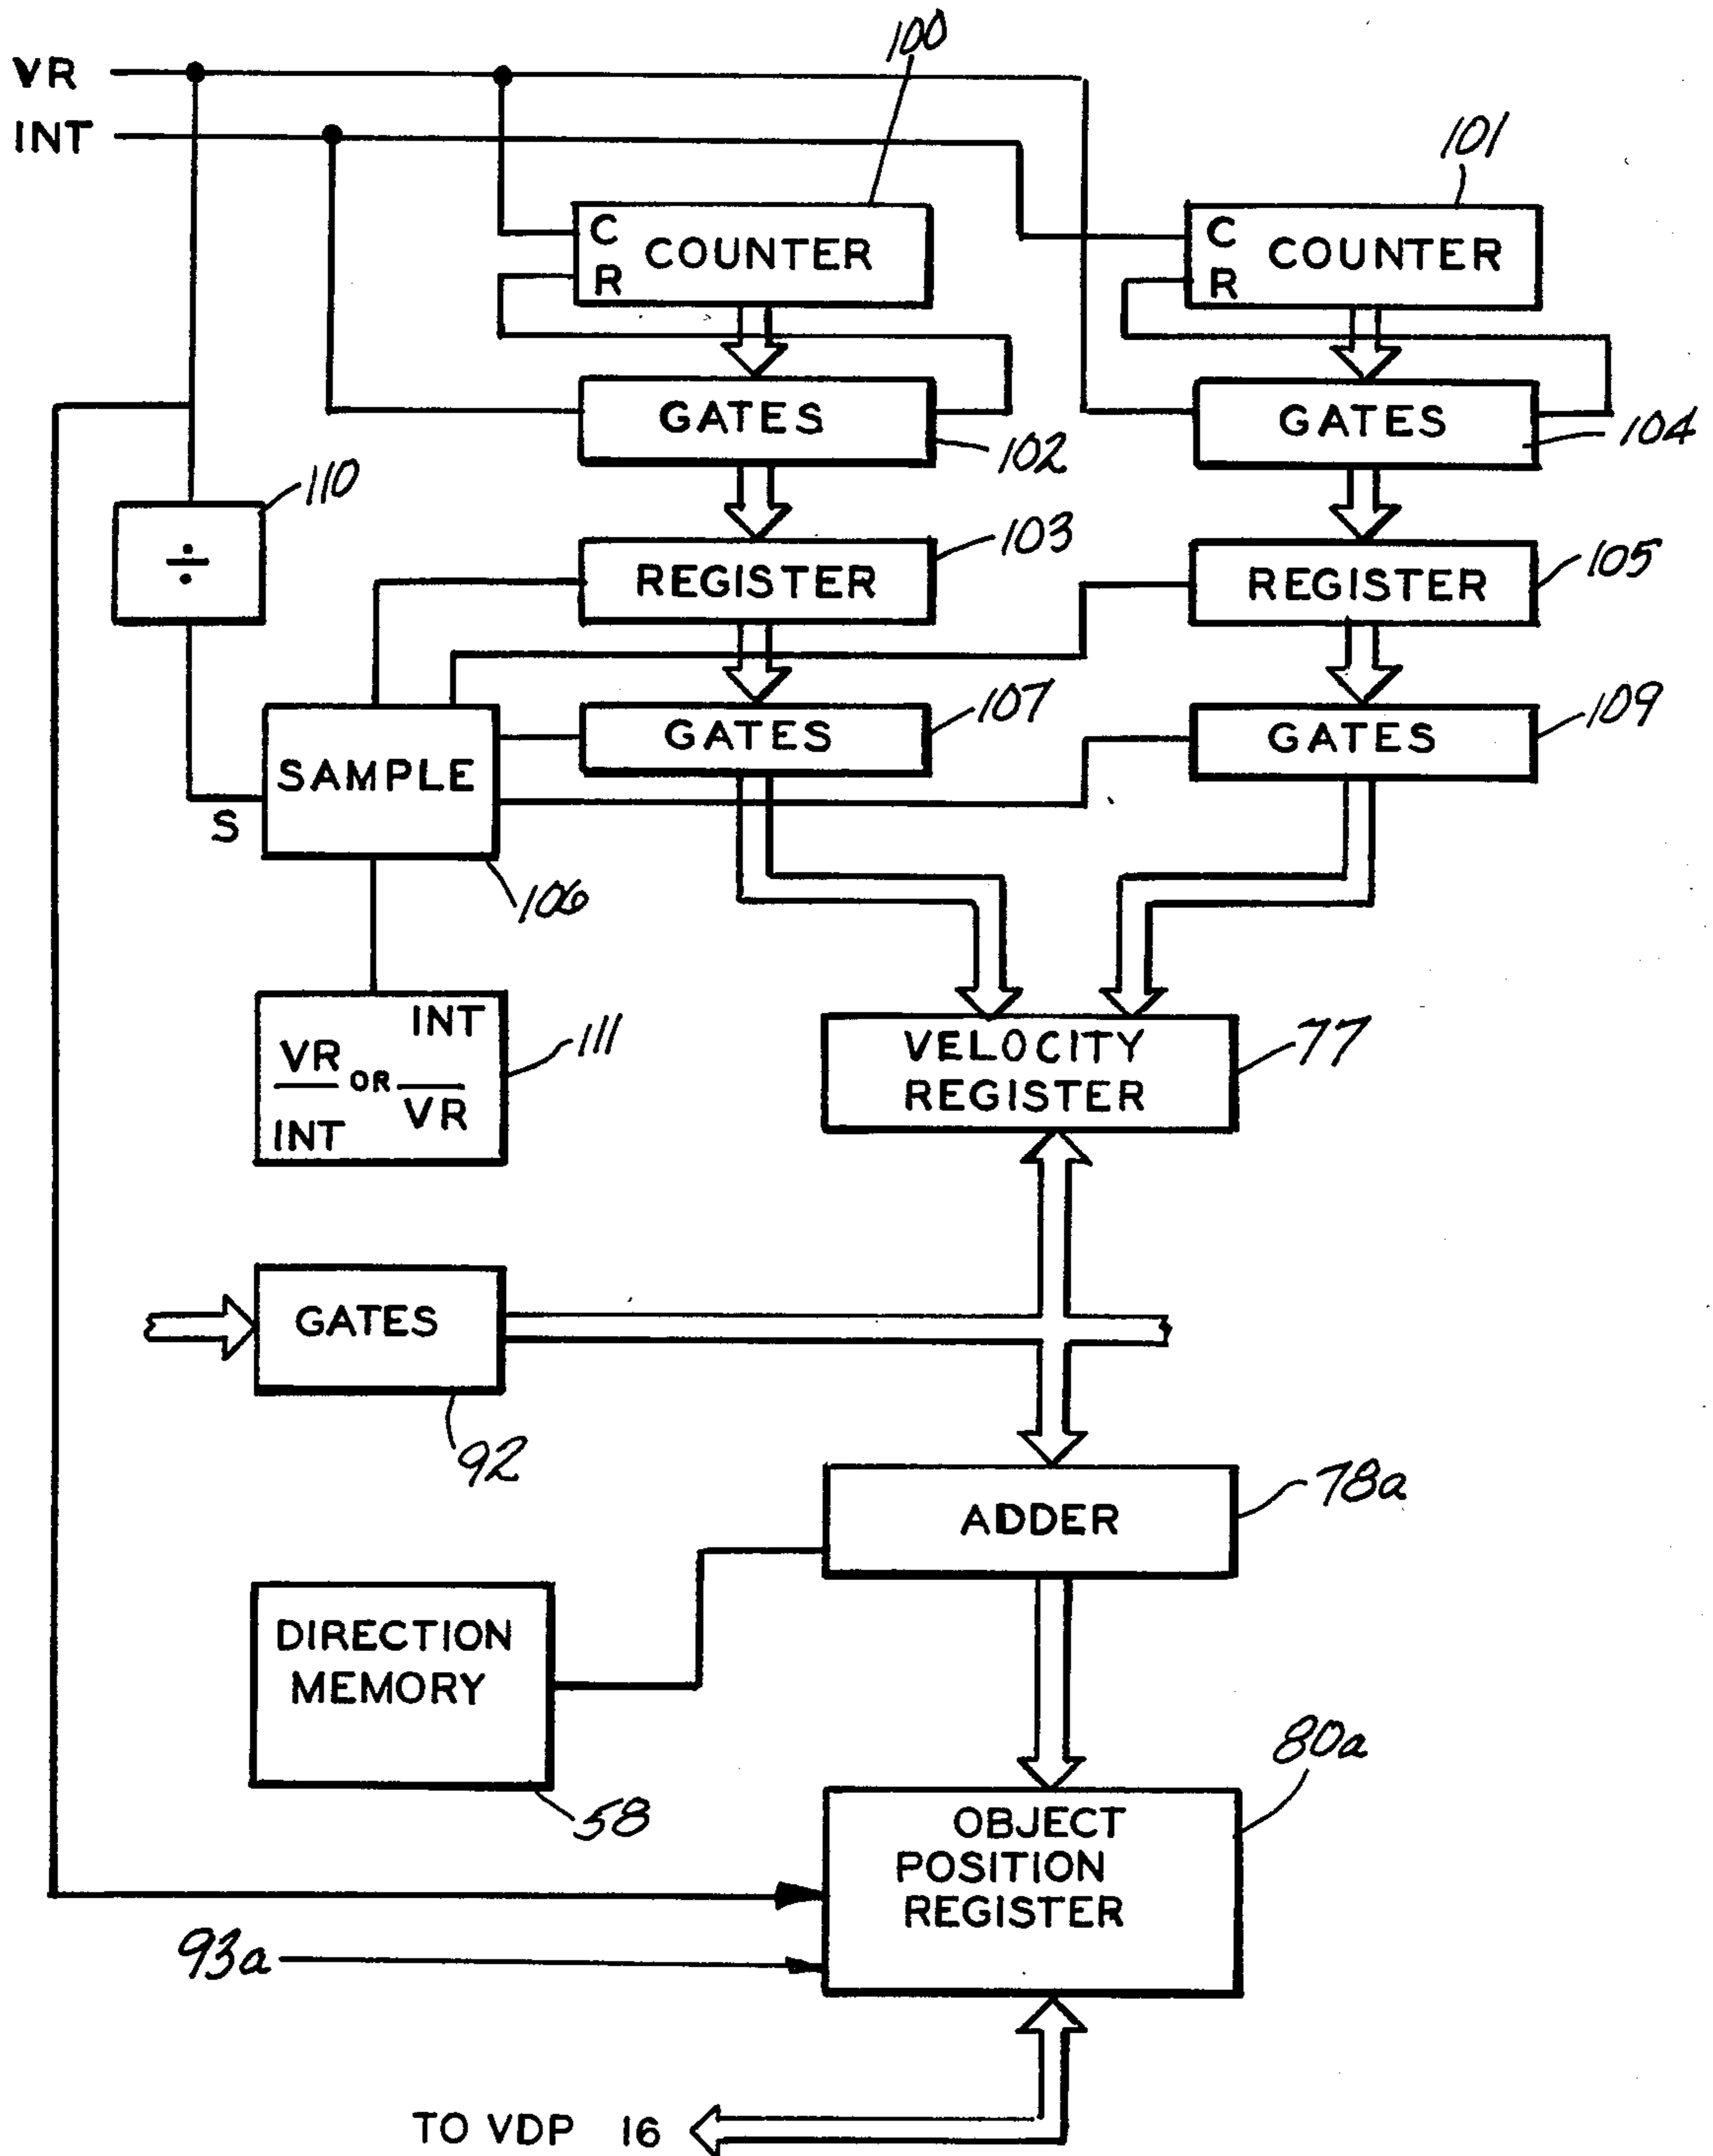 100
VR
INT
101
C
COUNTER
R
C
COUNTER
R
GATES
102
GATES
104
110
÷
REGISTER
103
REGISTER
105
GATES
107
GATES
109
SAMPLE
S
106
INT
VR
OR
VR
INT
111
VELOCITY
REGISTER
77
GATES
92
ADDER
78a
DIRECTION
MEMORY
58
OBJECT
POSITION
REGISTER
80a
93a
TO VDP 16